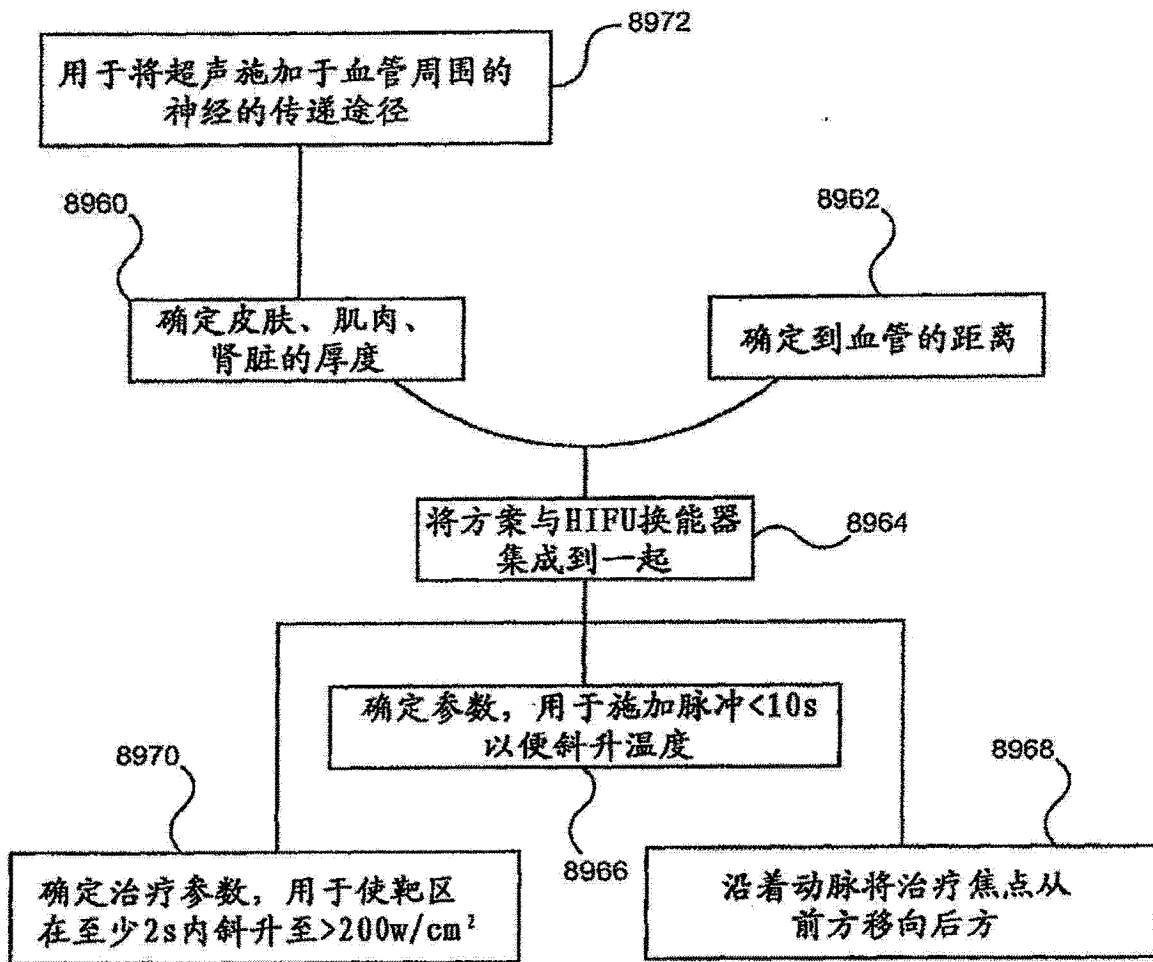 8972
用于将超声施加于血管周围的
神经的传递途径
8960
8962
确定皮肤、肌肉、
肾脏的厚度
确定到血管的距离
将方案与HIFU换能器
集成到一起
8964
确定参数，用于施加脉冲<10s
以便斜升温度
8970
8968
8966
确定治疗参数，用于使靶区
在至少2s内斜升至>200w/cm²
沿着动脉将治疗焦点从
前方移向后方